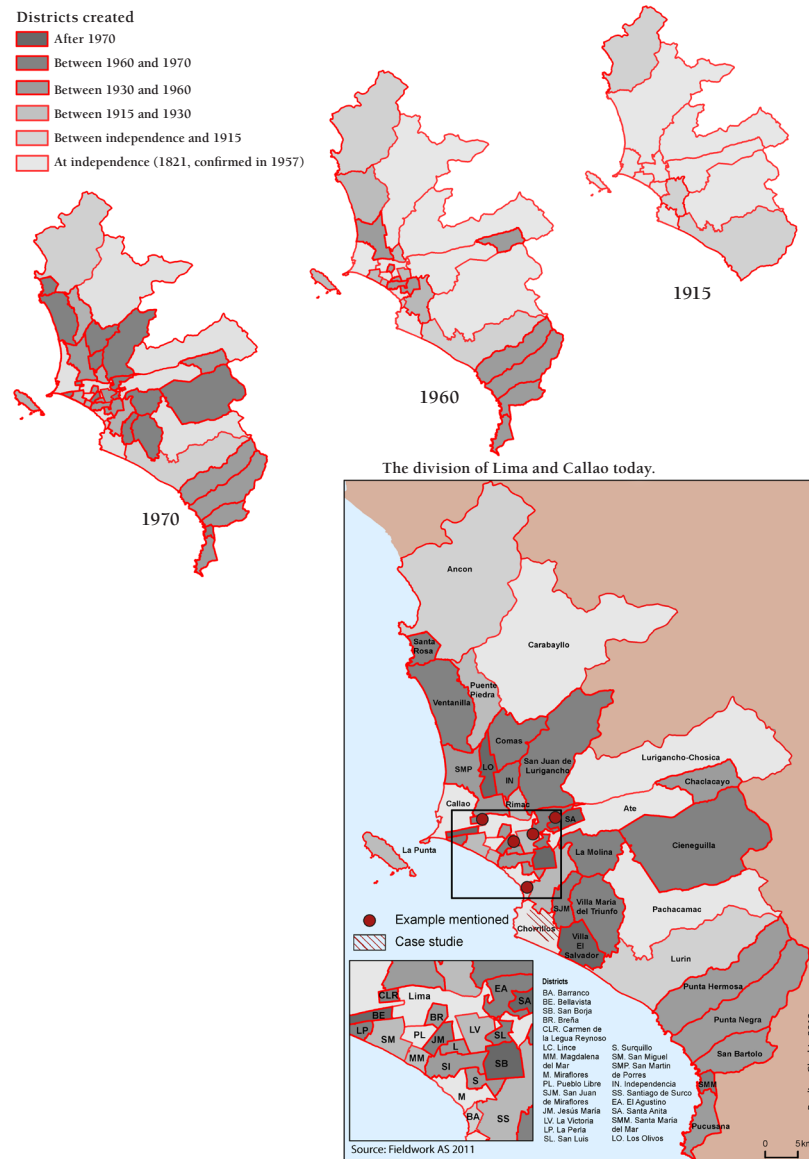 Districts created
After 1970
Between 1960 and 1970
Between 1930 and 1960
Between 1915 and 1930
Between independence and 1915
At independence (1821, confirmed in 1957)
1915
1960
1970
The division of Lima and Callao today.
Ancon
Carabayllo
Santa
Rosa
Puente
Piedra
Ventanilla
Comas
San Juan de
Lurigancho
Lurigancho-Chosica
SMP
LO
IN
Chaclacayo
Callao
Rimac
Ate
SA
Cieneguilla
La Punta
La Molina
Villa Maria
del Triunfo
SJM
Pachacamac
Example mentioned
Chorrillos
Case studie
Villa
El
Salvador
Lurin
Punta Hermosa
Punta Negra
San Bartolo
SMM
Pucusana
CLR
Lima
EA
SA
BE
BR
LP
SM
PL
JM
LV
SL
MM
L
SI
SB
S
M
BA
SS
Districts
BA. Barranco
BE. Bellavista
SB. San Borja
BR. Breña
CLR. Carmen de
la Legua Reynoso
LC. Lince
MM. Magdalena
del Mar
M. Miraflores
PL. Pueblo Libre
SJM. San Juan
de Miraflores
JM. Jesús María
LV. La Victoria
LP. La Perla
SL. San Luis
S. Surquillo
SM. San Miguel
SMP. San Martin
de Porres
IN. Independencia
SS. Santiago de Surco
EA. El Agustino
SA. Santa Anita
SMM. Santa Maria
del Mar
LO. Los Olivos
Source: Fieldwork AS 2011
0 5km